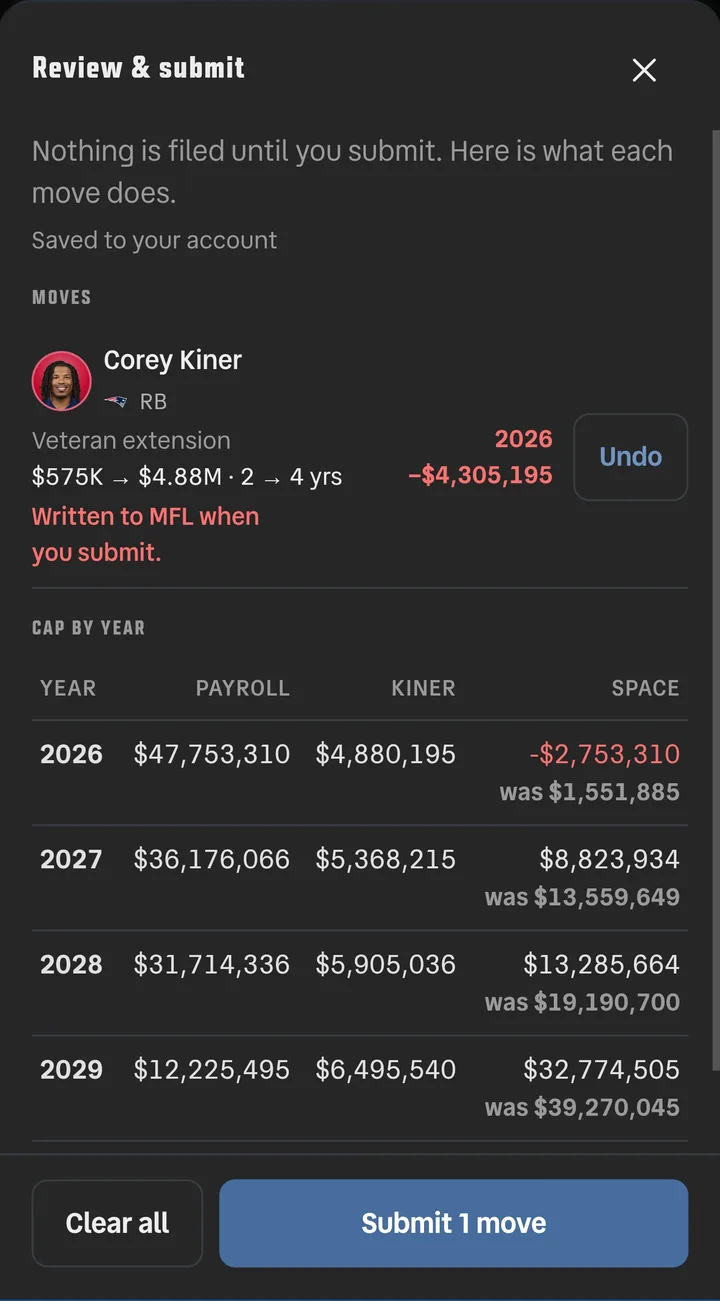 Review & submit
Nothing is filed until you submit. Here is what each
move does.
Saved to your account
MOVES
Corey Kiner
RB
Veteran extension
$575K → $4.88M · 2 → 4 yrs
2026
–$4,305,195
Undo
Written to MFL when
you submit.
CAP BY YEAR
YEAR PAYROLL KINER SPACE
2026 $47,753,310 $4,880,195 -$2,753,310
was $1,551,885
2027 $36,176,066 $5,368,215 $8,823,934
was $13,559,649
2028 $31,714,336 $5,905,036 $13,285,664
was $19,190,700
2029 $12,225,495 $6,495,540 $32,774,505
was $39,270,045
Clear all
Submit 1 move